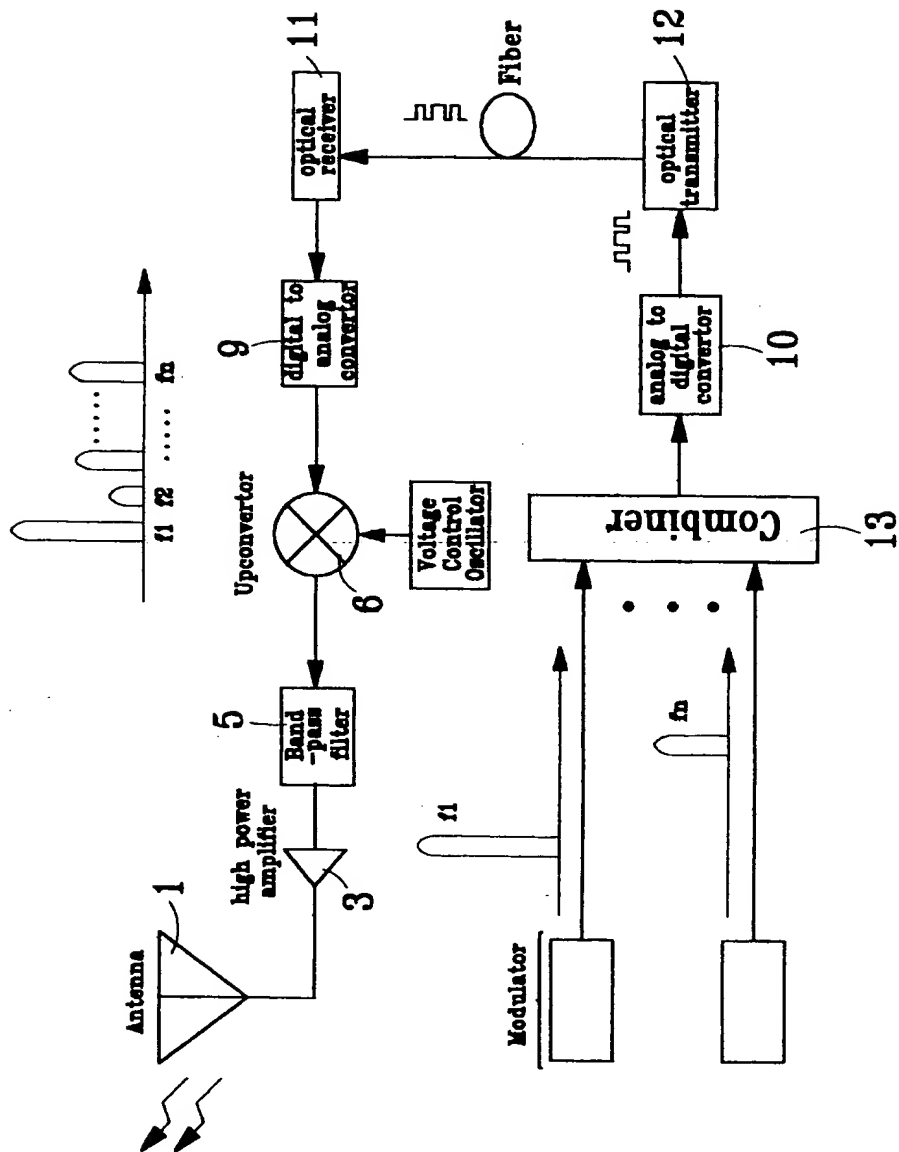 Antenna
1
high power
amplifier
3
5
Band
-pass
filter
Upconvertor
6
Voltage
Control
Oscillator
9
digital to
analog
convertor
optical
receiver
11
f1
f2
.....
.....
fn
Fiber
Modulator
f1
fn
Combiner
13
analog to
digital
convertor
10
optical
transmitter
12